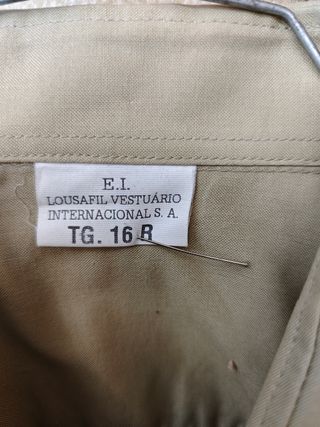 E.I.
LOUSAFIL VESTUÁRIO
INTERNACIONAL S. A.
TG. 16 R